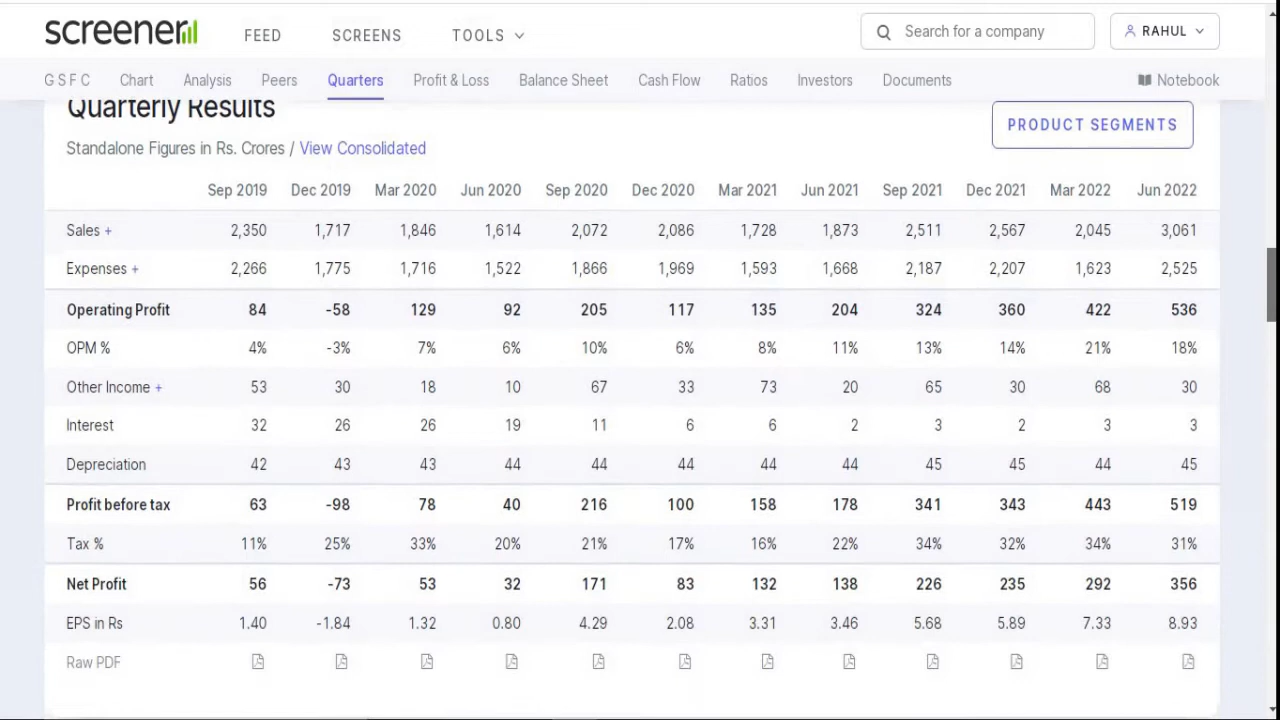 screener FEED SCREENS TOOLS Search for a company RAHUL
G S F C Chart Analysis Peers Quarters Profit & Loss Balance Sheet Cash Flow Ratios Investors Documents Notebook
Quarterly Results
PRODUCT SEGMENTS
Standalone Figures in Rs. Crores / View Consolidated
Sep 2019 Dec 2019 Mar 2020 Jun 2020 Sep 2020 Dec 2020 Mar 2021 Jun 2021 Sep 2021 Dec 2021 Mar 2022 Jun 2022
Sales + 2,350 1,717 1,846 1,614 2,072 2,086 1,728 1,873 2,511 2,567 2,045 3,061
Expenses + 2,266 1,775 1,716 1,522 1,866 1,969 1,593 1,668 2,187 2,207 1,623 2,525
Operating Profit 84 -58 129 92 205 117 135 204 324 360 422 536
OPM % 4% -3% 7% 6% 10% 6% 8% 11% 13% 14% 21% 18%
Other Income + 53 30 18 10 67 33 73 20 65 30 68 30
Interest 32 26 26 19 11 6 6 2 3 2 3 3
Depreciation 42 43 43 44 44 44 44 44 45 45 44 45
Profit before tax 63 -98 78 40 216 100 158 178 341 343 443 519
Tax % 11% 25% 33% 20% 21% 17% 16% 22% 34% 32% 34% 31%
Net Profit 56 -73 53 32 171 83 132 138 226 235 292 356
EPS in Rs 1.40 -1.84 1.32 0.80 4.29 2.08 3.31 3.46 5.68 5.89 7.33 8.93
Raw PDF